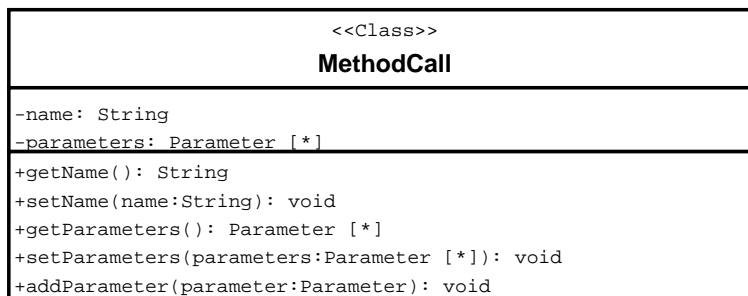 <<Class>>
MethodCall
-name: String
-parameters: Parameter [*]
+getName(): String
+setName(name:String): void
+getParameters(): Parameter [*]
+setParameters(parameters:Parameter [*]): void
+addParameter(parameter:Parameter): void